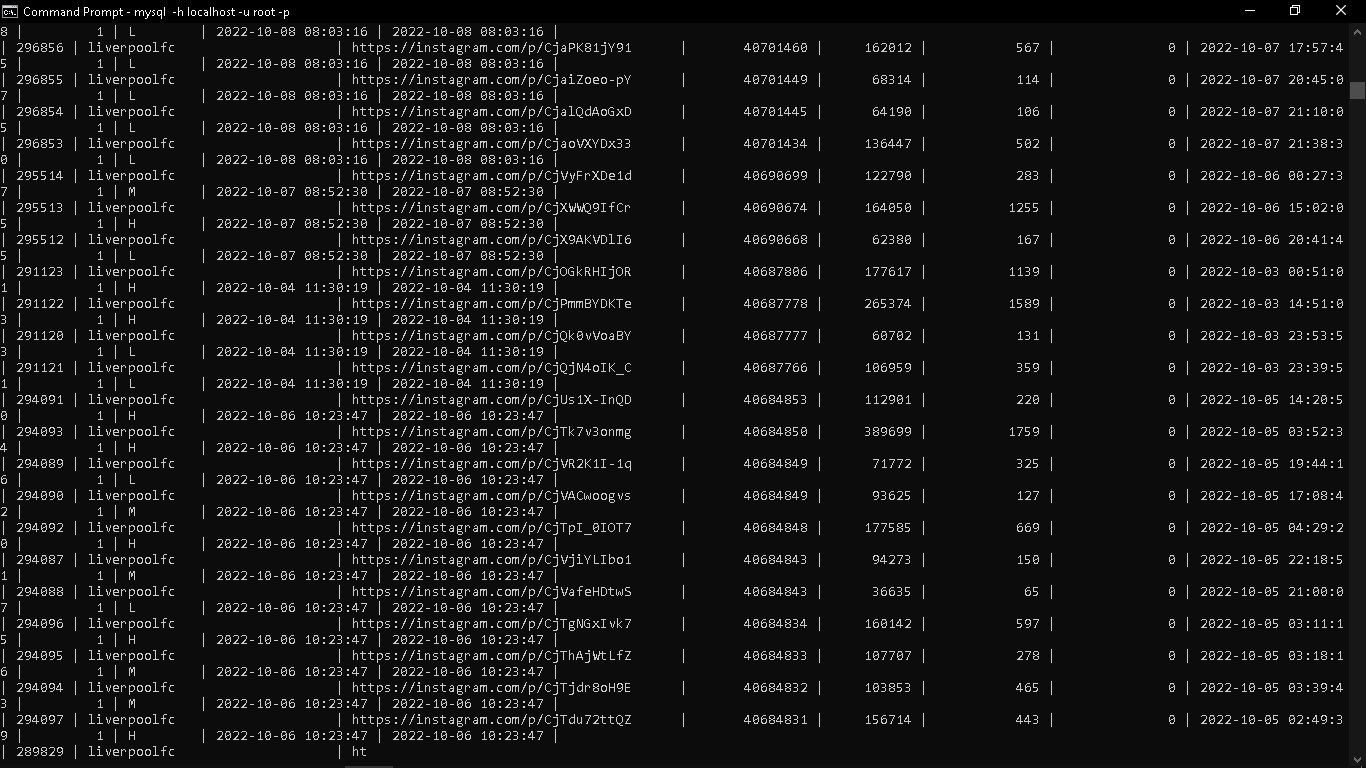 Command Prompt - mysql -h localhost -u root -p
8 | 1 | L | 2022-10-08 08:03:16 | 2022-10-08 08:03:16 |
| 296856 | liverpoolfc | https://instagram.com/p/CjaPK81jY91 | 40701460 | 162012 | 567 | 0 | 2022-10-07 17:57:4
5 | 1 | L | 2022-10-08 08:03:16 | 2022-10-08 08:03:16 |
| 296855 | liverpoolfc | https://instagram.com/p/CjaiZoeo-pY | 40701449 | 68314 | 114 | 0 | 2022-10-07 20:45:0
7 | 1 | L | 2022-10-08 08:03:16 | 2022-10-08 08:03:16 |
| 296854 | liverpoolfc | https://instagram.com/p/CjalQdAoGxD | 40701445 | 64190 | 106 | 0 | 2022-10-07 21:10:0
5 | 1 | L | 2022-10-08 08:03:16 | 2022-10-08 08:03:16 |
| 296853 | liverpoolfc | https://instagram.com/p/CjaoVXYDx33 | 40701434 | 136447 | 502 | 0 | 2022-10-07 21:38:3
0 | 1 | L | 2022-10-08 08:03:16 | 2022-10-08 08:03:16 |
| 295514 | liverpoolfc | https://instagram.com/p/CjVyFrXDe1d | 40690699 | 122790 | 283 | 0 | 2022-10-06 00:27:3
7 | 1 | M | 2022-10-07 08:52:30 | 2022-10-07 08:52:30 |
| 295513 | liverpoolfc | https://instagram.com/p/CjXWWQ9IfCr | 40690674 | 164050 | 1255 | 0 | 2022-10-06 15:02:0
5 | 1 | H | 2022-10-07 08:52:30 | 2022-10-07 08:52:30 |
| 295512 | liverpoolfc | https://instagram.com/p/CjX9AKVDlI6 | 40690668 | 62380 | 167 | 0 | 2022-10-06 20:41:4
5 | 1 | L | 2022-10-07 08:52:30 | 2022-10-07 08:52:30 |
| 291123 | liverpoolfc | https://instagram.com/p/CjOGkRHIjOR | 40687806 | 177617 | 1139 | 0 | 2022-10-03 00:51:0
1 | 1 | H | 2022-10-04 11:30:19 | 2022-10-04 11:30:19 |
| 291122 | liverpoolfc | https://instagram.com/p/CjPmmBYDKTe | 40687778 | 265374 | 1589 | 0 | 2022-10-03 14:51:0
3 | 1 | H | 2022-10-04 11:30:19 | 2022-10-04 11:30:19 |
| 291120 | liverpoolfc | https://instagram.com/p/CjQk0vVoaBY | 40687777 | 60702 | 131 | 0 | 2022-10-03 23:53:5
3 | 1 | L | 2022-10-04 11:30:19 | 2022-10-04 11:30:19 |
| 291121 | liverpoolfc | https://instagram.com/p/CjQjN4oIK_C | 40687766 | 106959 | 359 | 0 | 2022-10-03 23:39:5
1 | 1 | L | 2022-10-04 11:30:19 | 2022-10-04 11:30:19 |
| 294091 | liverpoolfc | https://instagram.com/p/CjUs1X-InQD | 40684853 | 112901 | 220 | 0 | 2022-10-05 14:20:5
0 | 1 | H | 2022-10-06 10:23:47 | 2022-10-06 10:23:47 |
| 294093 | liverpoolfc | https://instagram.com/p/CjTk7v3onmg | 40684850 | 389699 | 1759 | 0 | 2022-10-05 03:52:3
4 | 1 | H | 2022-10-06 10:23:47 | 2022-10-06 10:23:47 |
| 294089 | liverpoolfc | https://instagram.com/p/CjVR2K1I-1q | 40684849 | 71772 | 325 | 0 | 2022-10-05 19:44:1
6 | 1 | L | 2022-10-06 10:23:47 | 2022-10-06 10:23:47 |
| 294090 | liverpoolfc | https://instagram.com/p/CjVACwoogvs | 40684849 | 93625 | 127 | 0 | 2022-10-05 17:08:4
2 | 1 | M | 2022-10-06 10:23:47 | 2022-10-06 10:23:47 |
| 294092 | liverpoolfc | https://instagram.com/p/CjTpI_0IOT7 | 40684848 | 177585 | 669 | 0 | 2022-10-05 04:29:2
0 | 1 | H | 2022-10-06 10:23:47 | 2022-10-06 10:23:47 |
| 294087 | liverpoolfc | https://instagram.com/p/CjVjiYLIbo1 | 40684843 | 94273 | 150 | 0 | 2022-10-05 22:18:5
1 | 1 | M | 2022-10-06 10:23:47 | 2022-10-06 10:23:47 |
| 294088 | liverpoolfc | https://instagram.com/p/CjVafeHDtwS | 40684843 | 36635 | 65 | 0 | 2022-10-05 21:00:0
7 | 1 | L | 2022-10-06 10:23:47 | 2022-10-06 10:23:47 |
| 294096 | liverpoolfc | https://instagram.com/p/CjTgNGxIvk7 | 40684834 | 160142 | 597 | 0 | 2022-10-05 03:11:1
5 | 1 | H | 2022-10-06 10:23:47 | 2022-10-06 10:23:47 |
| 294095 | liverpoolfc | https://instagram.com/p/CjThAjWtLfZ | 40684833 | 107707 | 278 | 0 | 2022-10-05 03:18:1
6 | 1 | M | 2022-10-06 10:23:47 | 2022-10-06 10:23:47 |
| 294094 | liverpoolfc | https://instagram.com/p/CjTjdr8oH9E | 40684832 | 103853 | 465 | 0 | 2022-10-05 03:39:4
3 | 1 | M | 2022-10-06 10:23:47 | 2022-10-06 10:23:47 |
| 294097 | liverpoolfc | https://instagram.com/p/CjTdu72ttQZ | 40684831 | 156714 | 443 | 0 | 2022-10-05 02:49:3
9 | 1 | H | 2022-10-06 10:23:47 | 2022-10-06 10:23:47 |
| 289829 | liverpoolfc | ht